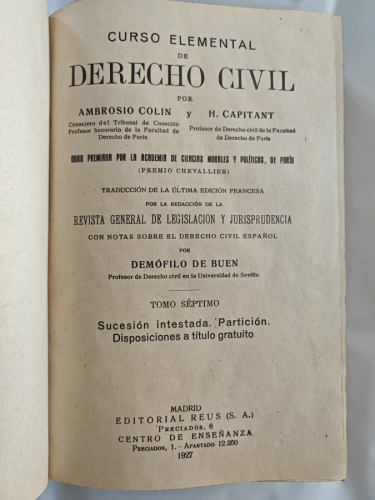 CURSO ELEMENTAL
DE
DERECHO CIVIL
POR
AMBROSIO COLIN y H. CAPITANT
Consejero del Tribunal de Casación
Profesor honorario de la Facultad de
Derecho de París
Profesor de Derecho civil de la Facultad
de Derecho de París
OBRA PREMIADA POR LA ACADEMIA DE CIENCIAS MORALES Y POLÍTICAS, DE PARÍS
(PREMIO CHEVALLIER)
TRADUCCIÓN DE LA ÚLTIMA EDICIÓN FRANCESA
POR LA REDACCIÓN DE LA
REVISTA GENERAL DE LEGISLACIÓN Y JURISPRUDENCIA
CON NOTAS SOBRE EL DERECHO CIVIL ESPAÑOL
POR
DEMÓFILO DE BUEN
Profesor de Derecho civil en la Universidad de Sevilla
TOMO SÉPTIMO
Sucesión intestada. Partición.
Disposiciones a título gratuito
MADRID
EDITORIAL REUS (S. A.)
PRECIADOS, 6
CENTRO DE ENSEÑANZA
PRECIADOS, 1.- APARTADO 12.250
1927